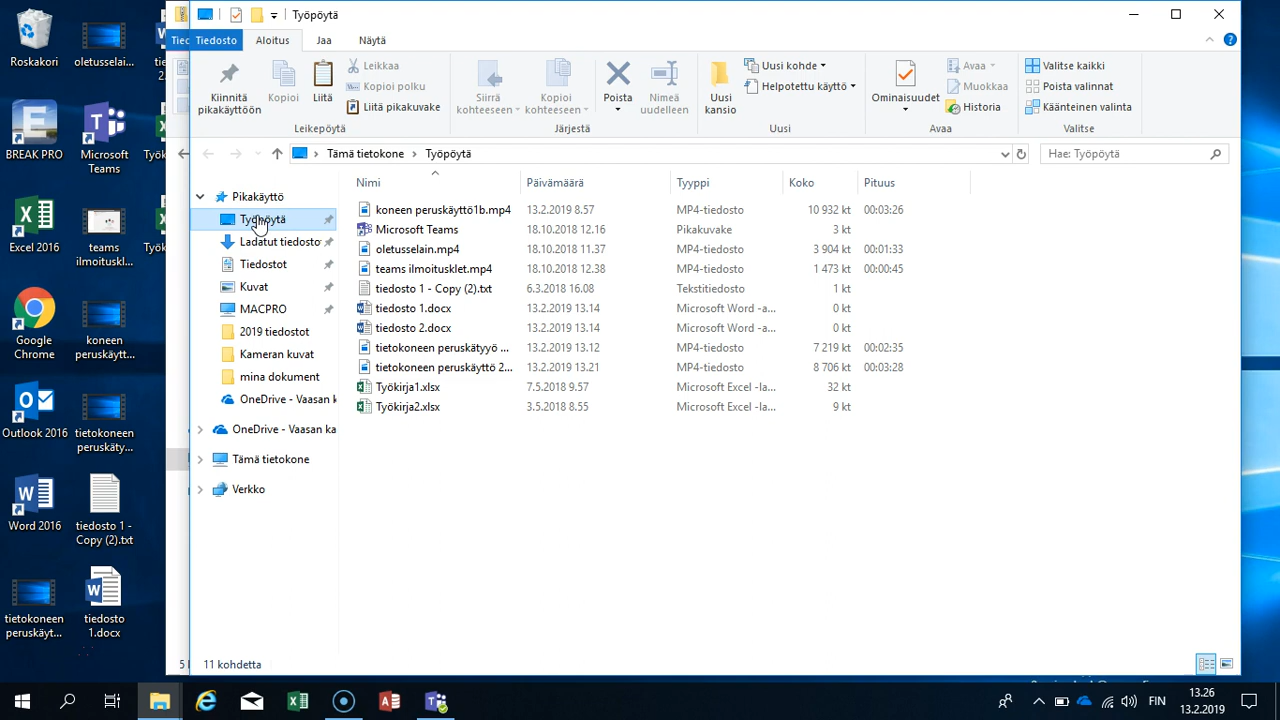 Työpöytä
Tiedosto
Aloitus
Jaa
Näytä
Kiinnitä pikakäyttöön
Kopioi
Liitä
Leikkaa
Kopioi polku
Liitä pikakuvake
Leikepöytä
Siirrä kohteeseen
Kopioi kohteeseen
Poista
Nimeä uudelleen
Järjestä
Uusi kansio
Uusi kohde
Helpotettu käyttö
Uusi
Ominaisuudet
Avaa
Muokkaa
Historia
Avaa
Valitse kaikki
Poista valinnat
Käänteinen valinta
Valitse
Tämä tietokone > Työpöytä
Hae: Työpöytä
Pikakäyttö
Työpöytä
Ladatut tiedosto
Tiedostot
Kuvat
MACPRO
2019 tiedostot
Kameran kuvat
mina dokument
OneDrive - Vaasan k
OneDrive - Vaasan ka
Tämä tietokone
Verkko
Nimi Päivämäärä Tyyppi Koko Pituus
koneen peruskäyttö1b.mp4 13.2.2019 8.57 MP4-tiedosto 10 932 kt 00:03:26
Microsoft Teams 18.10.2018 12.16 Pikakuvake 3 kt
oletusselain.mp4 18.10.2018 11.37 MP4-tiedosto 3 904 kt 00:01:33
teams ilmoitusklet.mp4 18.10.2018 12.38 MP4-tiedosto 1 473 kt 00:00:45
tiedosto 1 - Copy (2).txt 6.3.2018 16.08 Tekstitiedosto 1 kt
tiedosto 1.docx 13.2.2019 13.14 Microsoft Word -a... 0 kt
tiedosto 2.docx 13.2.2019 13.14 Microsoft Word -a... 0 kt
tietokoneen peruskätyyö ... 13.2.2019 13.12 MP4-tiedosto 7 219 kt 00:02:35
tietokoneen peruskäyttö 2... 13.2.2019 13.21 MP4-tiedosto 8 706 kt 00:03:28
Työkirja1.xlsx 7.5.2018 9.57 Microsoft Excel -la... 32 kt
Työkirja2.xlsx 3.5.2018 8.55 Microsoft Excel -la... 9 kt
11 kohdetta
Roskakori
oletusselai...
BREAK PRO
Microsoft Teams
Excel 2016
teams ilmoituskl...
Google Chrome
koneen peruskäytt...
Outlook 2016
tietokoneen peruskäty...
Word 2016
tiedosto 1 - Copy (2).txt
tietokoneen peruskäyt...
tiedosto 1.docx
FIN
13.26
13.2.2019